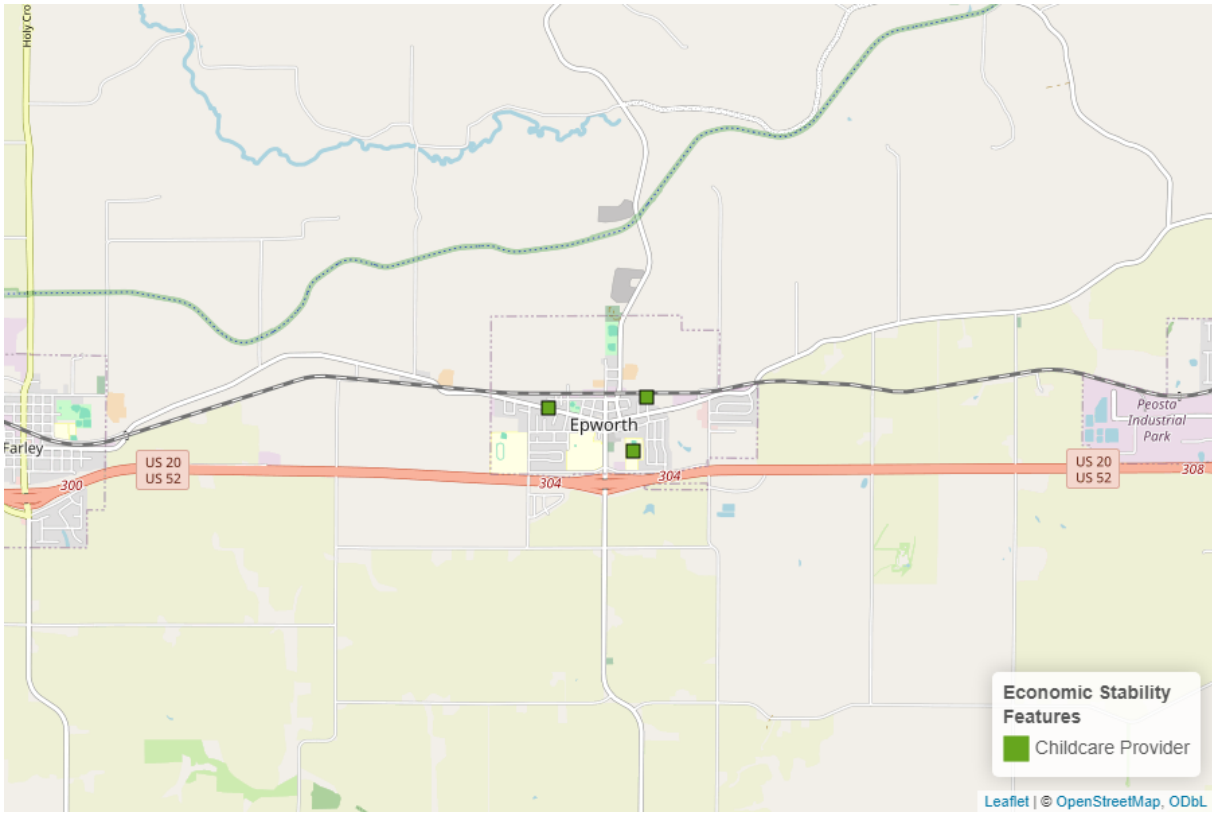 Holy Cro
Farley
US 20
US 52
300
304
Epworth
304
US 20
US 52
308
Peosta
Industrial
Park
Economic Stability
Features
Childcare Provider
Leaflet | © OpenStreetMap, ODbL